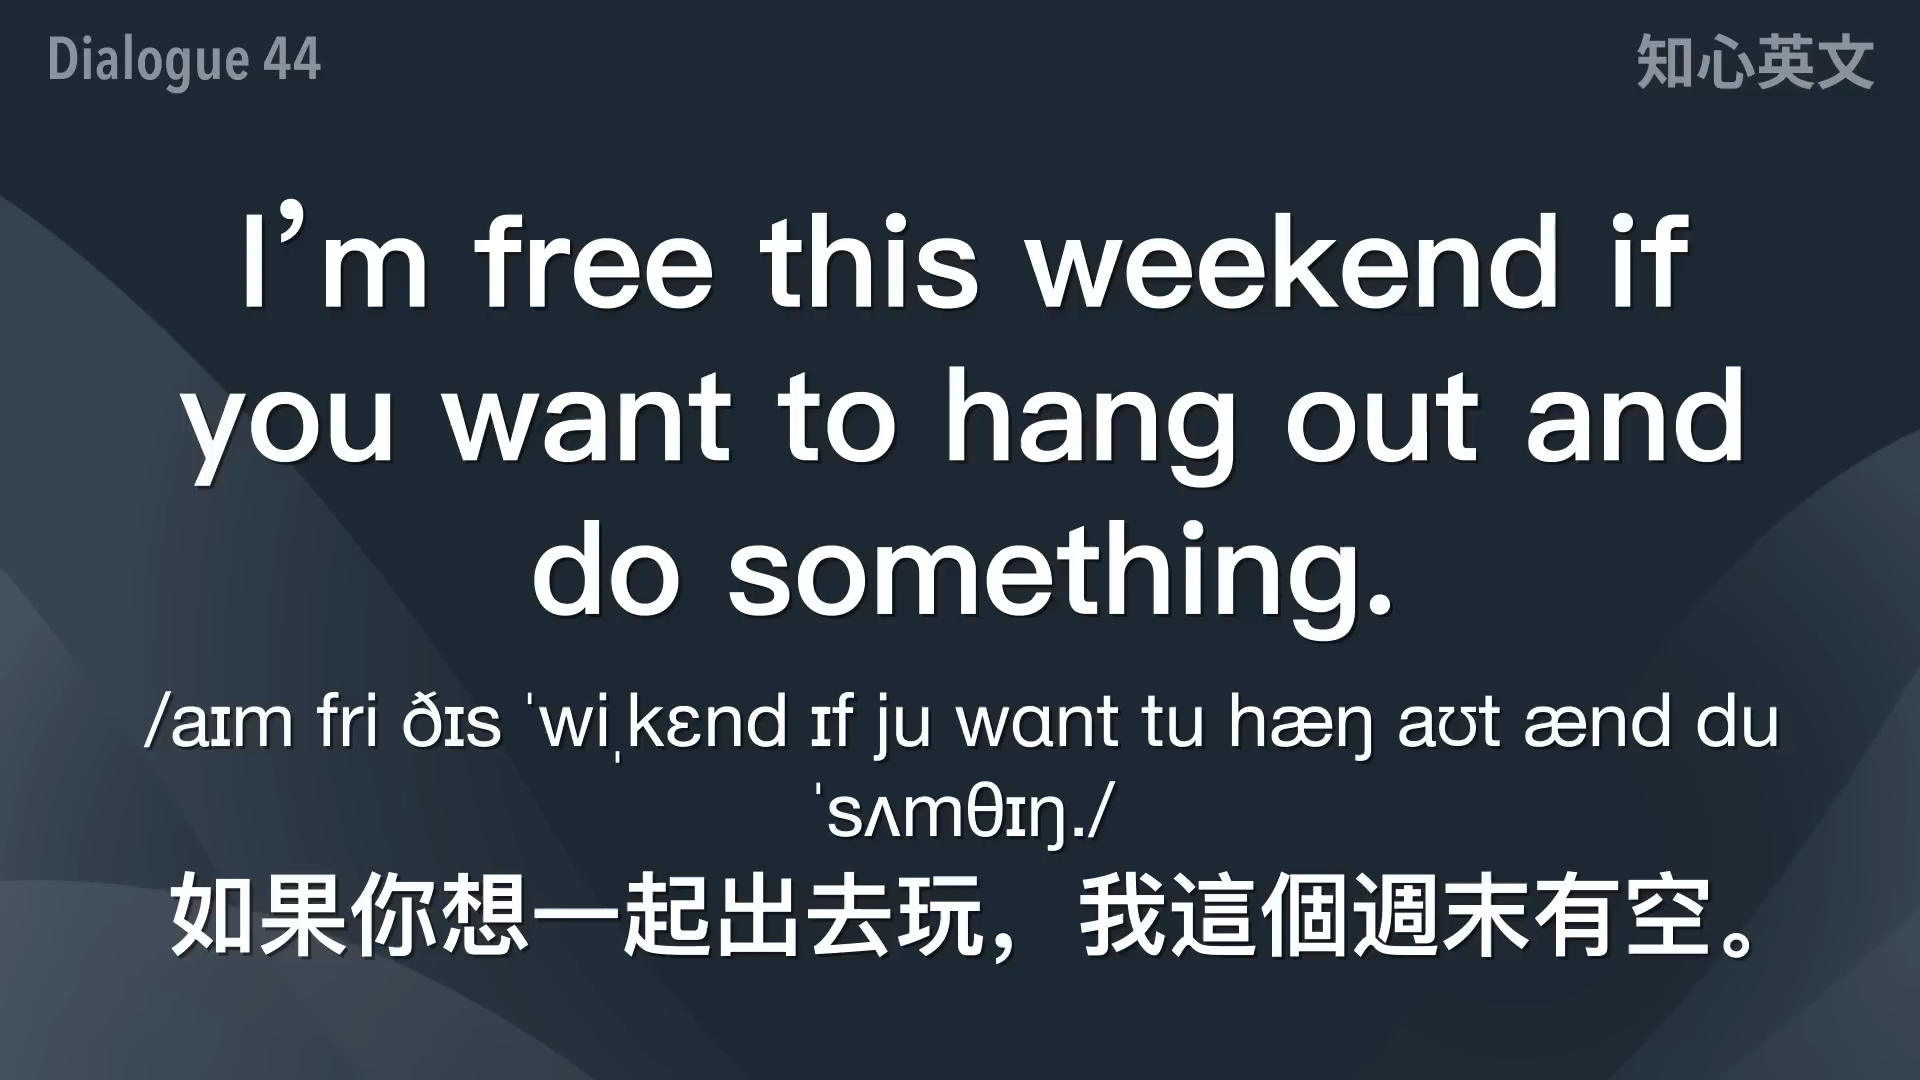 Dialogue 44
知心英文
I’m free this weekend if
you want to hang out and
do something.
/aɪm fri ðɪs ˈwiˌkɛnd ɪf ju wɑnt tu hæŋ aʊt ænd du
ˈsʌmθɪŋ./
如果你想一起出去玩，我這個週末有空。